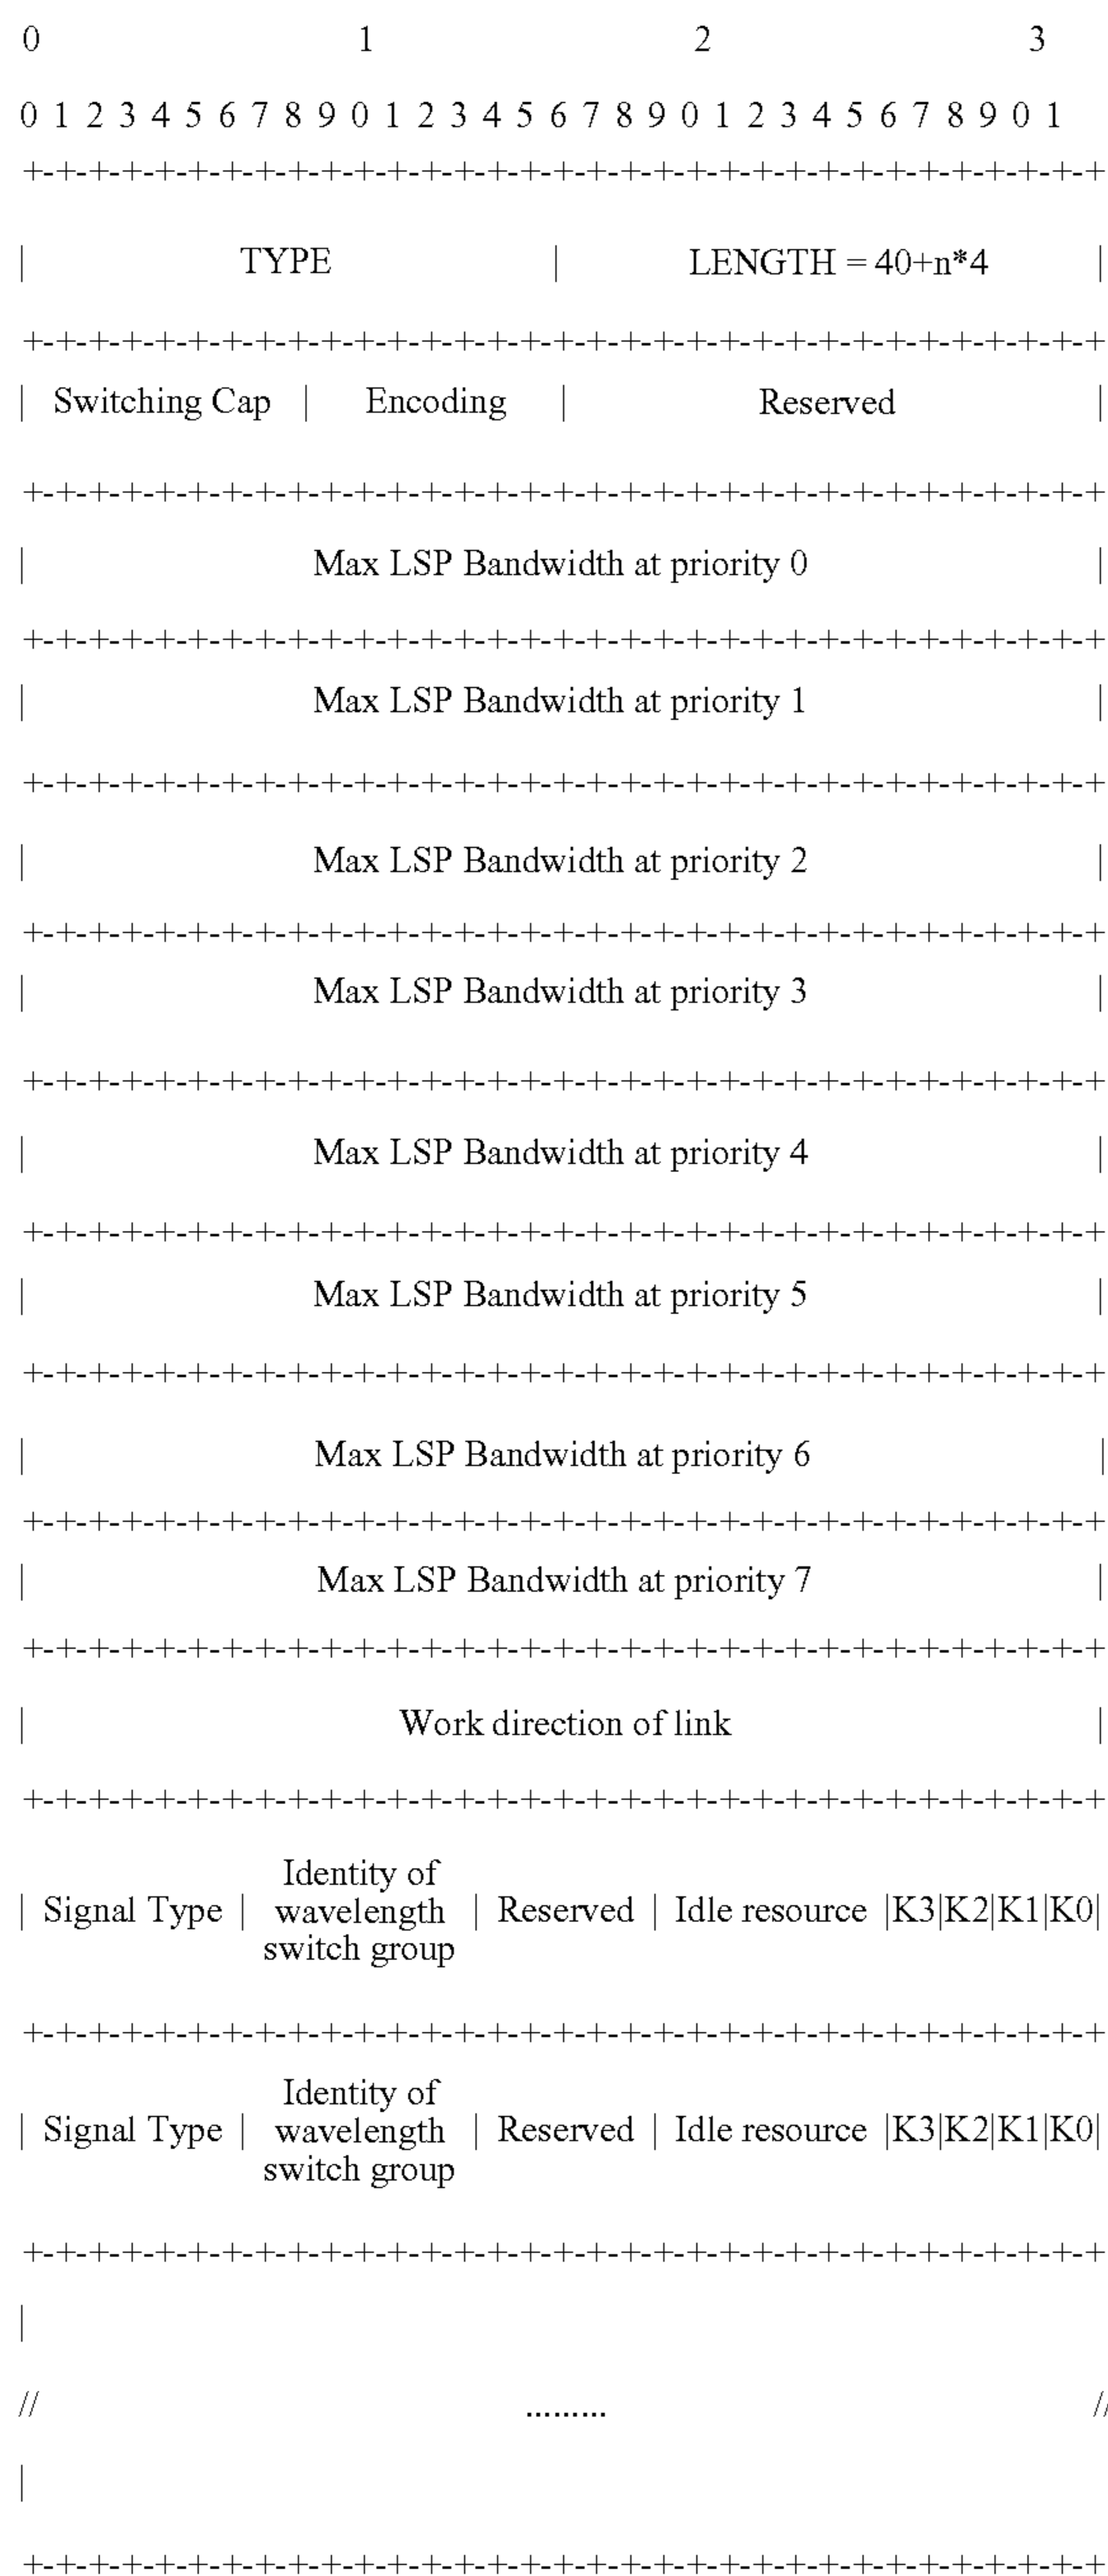 0 1 2 3
0 1 2 3 4 5 6 7 8 9 0 1 2 3 4 5 6 7 8 9 0 1 2 3 4 5 6 7 8 9 0 1
+-+-+-+-+-+-+-+-+-+-+-+-+-+-+-+-+-+-+-+-+-+-+-+-+-+-+-+-+-+-+-+-+
| TYPE | LENGTH = 40+n*4 |
+-+-+-+-+-+-+-+-+-+-+-+-+-+-+-+-+-+-+-+-+-+-+-+-+-+-+-+-+-+-+-+-+
| Switching Cap | Encoding | Reserved |
+-+-+-+-+-+-+-+-+-+-+-+-+-+-+-+-+-+-+-+-+-+-+-+-+-+-+-+-+-+-+-+-+
| Max LSP Bandwidth at priority 0 |
+-+-+-+-+-+-+-+-+-+-+-+-+-+-+-+-+-+-+-+-+-+-+-+-+-+-+-+-+-+-+-+-+
| Max LSP Bandwidth at priority 1 |
+-+-+-+-+-+-+-+-+-+-+-+-+-+-+-+-+-+-+-+-+-+-+-+-+-+-+-+-+-+-+-+-+
| Max LSP Bandwidth at priority 2 |
+-+-+-+-+-+-+-+-+-+-+-+-+-+-+-+-+-+-+-+-+-+-+-+-+-+-+-+-+-+-+-+-+
| Max LSP Bandwidth at priority 3 |
+-+-+-+-+-+-+-+-+-+-+-+-+-+-+-+-+-+-+-+-+-+-+-+-+-+-+-+-+-+-+-+-+
| Max LSP Bandwidth at priority 4 |
+-+-+-+-+-+-+-+-+-+-+-+-+-+-+-+-+-+-+-+-+-+-+-+-+-+-+-+-+-+-+-+-+
| Max LSP Bandwidth at priority 5 |
+-+-+-+-+-+-+-+-+-+-+-+-+-+-+-+-+-+-+-+-+-+-+-+-+-+-+-+-+-+-+-+-+
| Max LSP Bandwidth at priority 6 |
+-+-+-+-+-+-+-+-+-+-+-+-+-+-+-+-+-+-+-+-+-+-+-+-+-+-+-+-+-+-+-+-+
| Max LSP Bandwidth at priority 7 |
+-+-+-+-+-+-+-+-+-+-+-+-+-+-+-+-+-+-+-+-+-+-+-+-+-+-+-+-+-+-+-+-+
| Work direction of link |
+-+-+-+-+-+-+-+-+-+-+-+-+-+-+-+-+-+-+-+-+-+-+-+-+-+-+-+-+-+-+-+-+
Identity of
| Signal Type | wavelength | Reserved | Idle resource |K3|K2|K1|K0|
switch group
+-+-+-+-+-+-+-+-+-+-+-+-+-+-+-+-+-+-+-+-+-+-+-+-+-+-+-+-+-+-+-+-+
Identity of
| Signal Type | wavelength | Reserved | Idle resource |K3|K2|K1|K0|
switch group
+-+-+-+-+-+-+-+-+-+-+-+-+-+-+-+-+-+-+-+-+-+-+-+-+-+-+-+-+-+-+-+-+
|
// ......... //
|
+-+-+-+-+-+-+-+-+-+-+-+-+-+-+-+-+-+-+-+-+-+-+-+-+-+-+-+-+-+-+-+-+